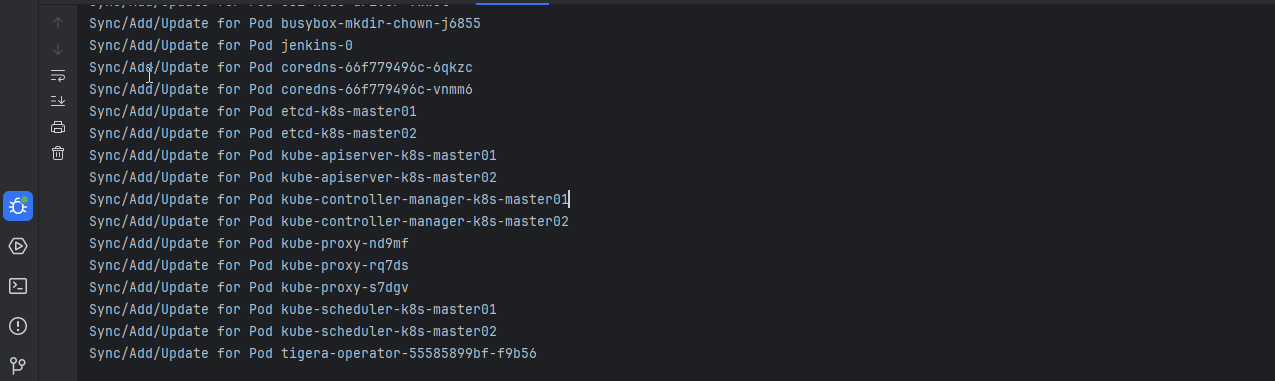 Sync/Add/Update for Pod busybox-mkdir-chown-j6855
Sync/Add/Update for Pod jenkins-0
Sync/Add/Update for Pod coredns-66f779496c-6qkzc
Sync/Add/Update for Pod coredns-66f779496c-vnmm6
Sync/Add/Update for Pod etcd-k8s-master01
Sync/Add/Update for Pod etcd-k8s-master02
Sync/Add/Update for Pod kube-apiserver-k8s-master01
Sync/Add/Update for Pod kube-apiserver-k8s-master02
Sync/Add/Update for Pod kube-controller-manager-k8s-master01
Sync/Add/Update for Pod kube-controller-manager-k8s-master02
Sync/Add/Update for Pod kube-proxy-nd9mf
Sync/Add/Update for Pod kube-proxy-rq7ds
Sync/Add/Update for Pod kube-proxy-s7dgv
Sync/Add/Update for Pod kube-scheduler-k8s-master01
Sync/Add/Update for Pod kube-scheduler-k8s-master02
Sync/Add/Update for Pod tigera-operator-55585899bf-f9b56